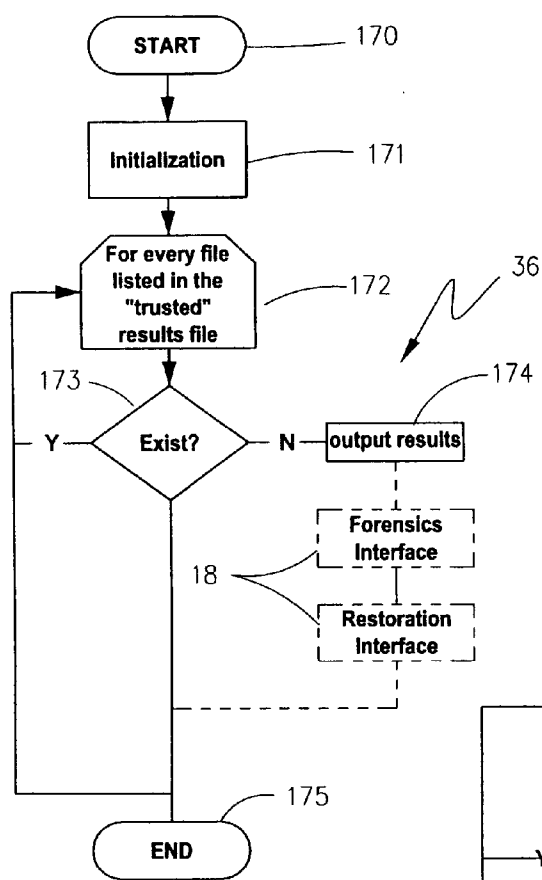 START
170
Initialization
171
For every file
listed in the
"trusted"
results file
172
36
173
174
Y
Exist?
N
output results
Forensics
Interface
18
Restoration
Interface
175
END
Y